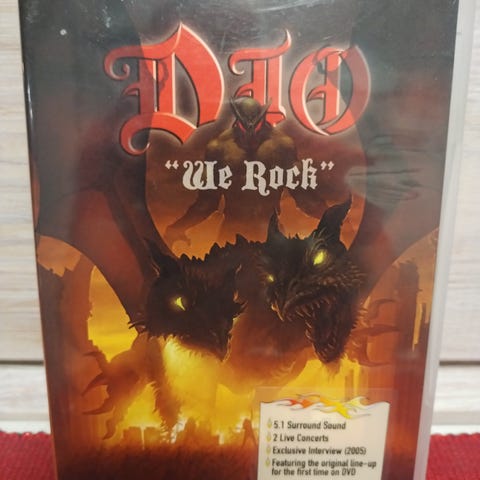 DIO
"We Rock"
5.1 Surround Sound
2 Live Concerts
Exclusive Interview (2005)
Featuring the original line-up
for the first time on DVD